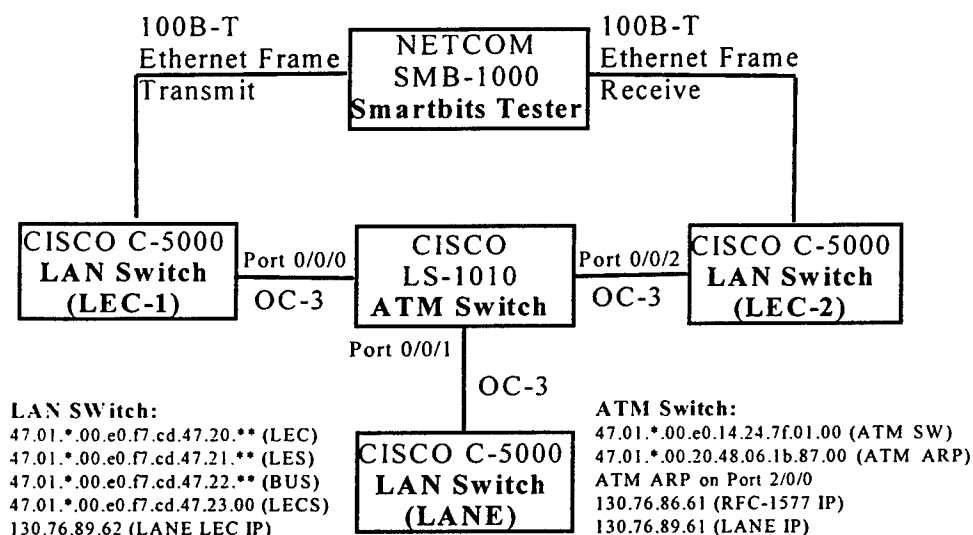 100B-T
Ethernet Frame
Transmit
NETCOM
SMB-1000
Smartbits Tester
100B-T
Ethernet Frame
Receive
CISCO C-5000
LAN Switch
(LEC-1)
Port 0/0/0
OC-3
CISCO
LS-1010
ATM Switch
Port 0/0/2
OC-3
CISCO C-5000
LAN Switch
(LEC-2)
Port 0/0/1
OC-3
LAN SWitch:
47.01.*.00.e0.f7.cd.47.20.** (LEC)
47.01.*.00.e0.f7.cd.47.21.** (LES)
47.01.*.00.e0.f7.cd.47.22.** (BUS)
47.01.*.00.e0.f7.cd.47.23.00 (LECS)
130.76.89.62 (LANE LEC IP)
CISCO C-5000
LAN Switch
(LANE)
ATM Switch:
47.01.*.00.e0.14.24.7f.01.00 (ATM SW)
47.01.*.00.20.48.06.1b.87.00 (ATM ARP)
ATM ARP on Port 2/0/0
130.76.86.61 (RFC-1577 IP)
130.76.89.61 (LANE IP)